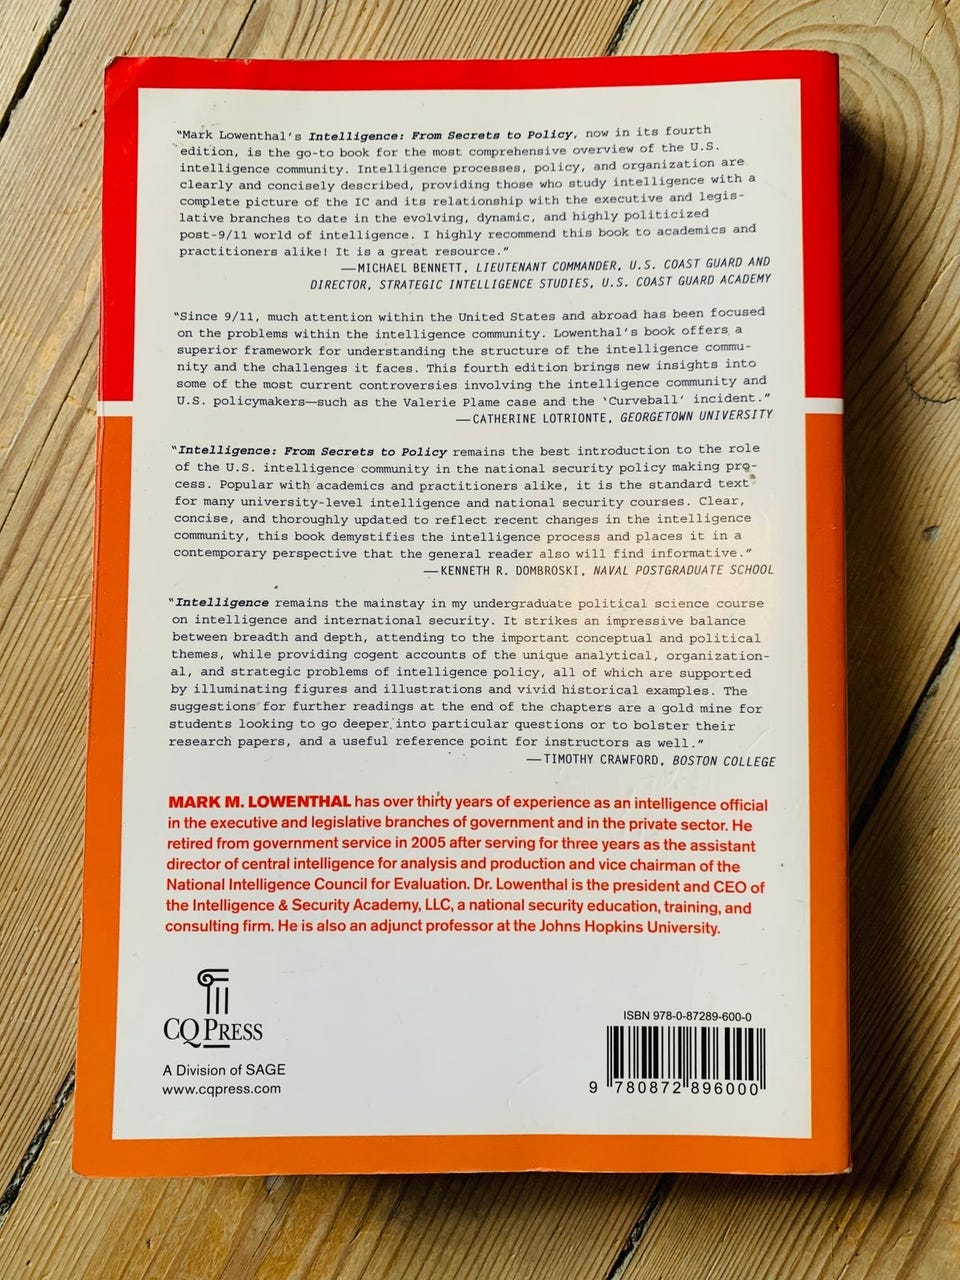 "Mark Lowenthal's Intelligence: From Secrets to Policy, now in its fourth
edition, is the go-to book for the most comprehensive overview of the U.S.
intelligence community. Intelligence processes, policy, and organization are
clearly and concisely described, providing those who study intelligence with a
complete picture of the IC and its relationship with the executive and legis-
lative branches to date in the evolving, dynamic, and highly politicized
post-9/11 world of intelligence. I highly recommend this book to academics and
practitioners alike! It is a great resource."
—MICHAEL BENNETT, LIEUTENANT COMMANDER, U.S. COAST GUARD AND
DIRECTOR, STRATEGIC INTELLIGENCE STUDIES, U.S. COAST GUARD ACADEMY
"Since 9/11, much attention within the United States and abroad has been focused
on the problems within the intelligence community. Lowenthal's book offers a
superior framework for understanding the structure of the intelligence commu-
nity and the challenges it faces. This fourth edition brings new insights into
some of the most current controversies involving the intelligence community and
U.S. policymakers—such as the Valerie Plame case and the 'Curveball' incident."
—CATHERINE LOTRIONTE, GEORGETOWN UNIVERSITY
"Intelligence: From Secrets to Policy remains the best introduction to the role
of the U.S. intelligence community in the national security policy making pro-
cess. Popular with academics and practitioners alike, it is the standard text
for many university-level intelligence and national security courses. Clear,
concise, and thoroughly updated to reflect recent changes in the intelligence
community, this book demystifies the intelligence process and places it in a
contemporary perspective that the general reader also will find informative."
—KENNETH R. DOMBROSKI, NAVAL POSTGRADUATE SCHOOL
"Intelligence remains the mainstay in my undergraduate political science course
on intelligence and international security. It strikes an impressive balance
between breadth and depth, attending to the important conceptual and political
themes, while providing cogent accounts of the unique analytical, organization-
al, and strategic problems of intelligence policy, all of which are supported
by illuminating figures and illustrations and vivid historical examples. The
suggestions for further readings at the end of the chapters are a gold mine for
students looking to go deeper into particular questions or to bolster their
research papers, and a useful reference point for instructors as well."
—TIMOTHY CRAWFORD, BOSTON COLLEGE
MARK M. LOWENTHAL has over thirty years of experience as an intelligence official
in the executive and legislative branches of government and in the private sector. He
retired from government service in 2005 after serving for three years as the assistant
director of central intelligence for analysis and production and vice chairman of the
National Intelligence Council for Evaluation. Dr. Lowenthal is the president and CEO of
the Intelligence & Security Academy, LLC, a national security education, training, and
consulting firm. He is also an adjunct professor at the Johns Hopkins University.
CQ PRESS
A Division of SAGE
www.cqpress.com
ISBN 978-0-87289-600-0
9 780872 896000